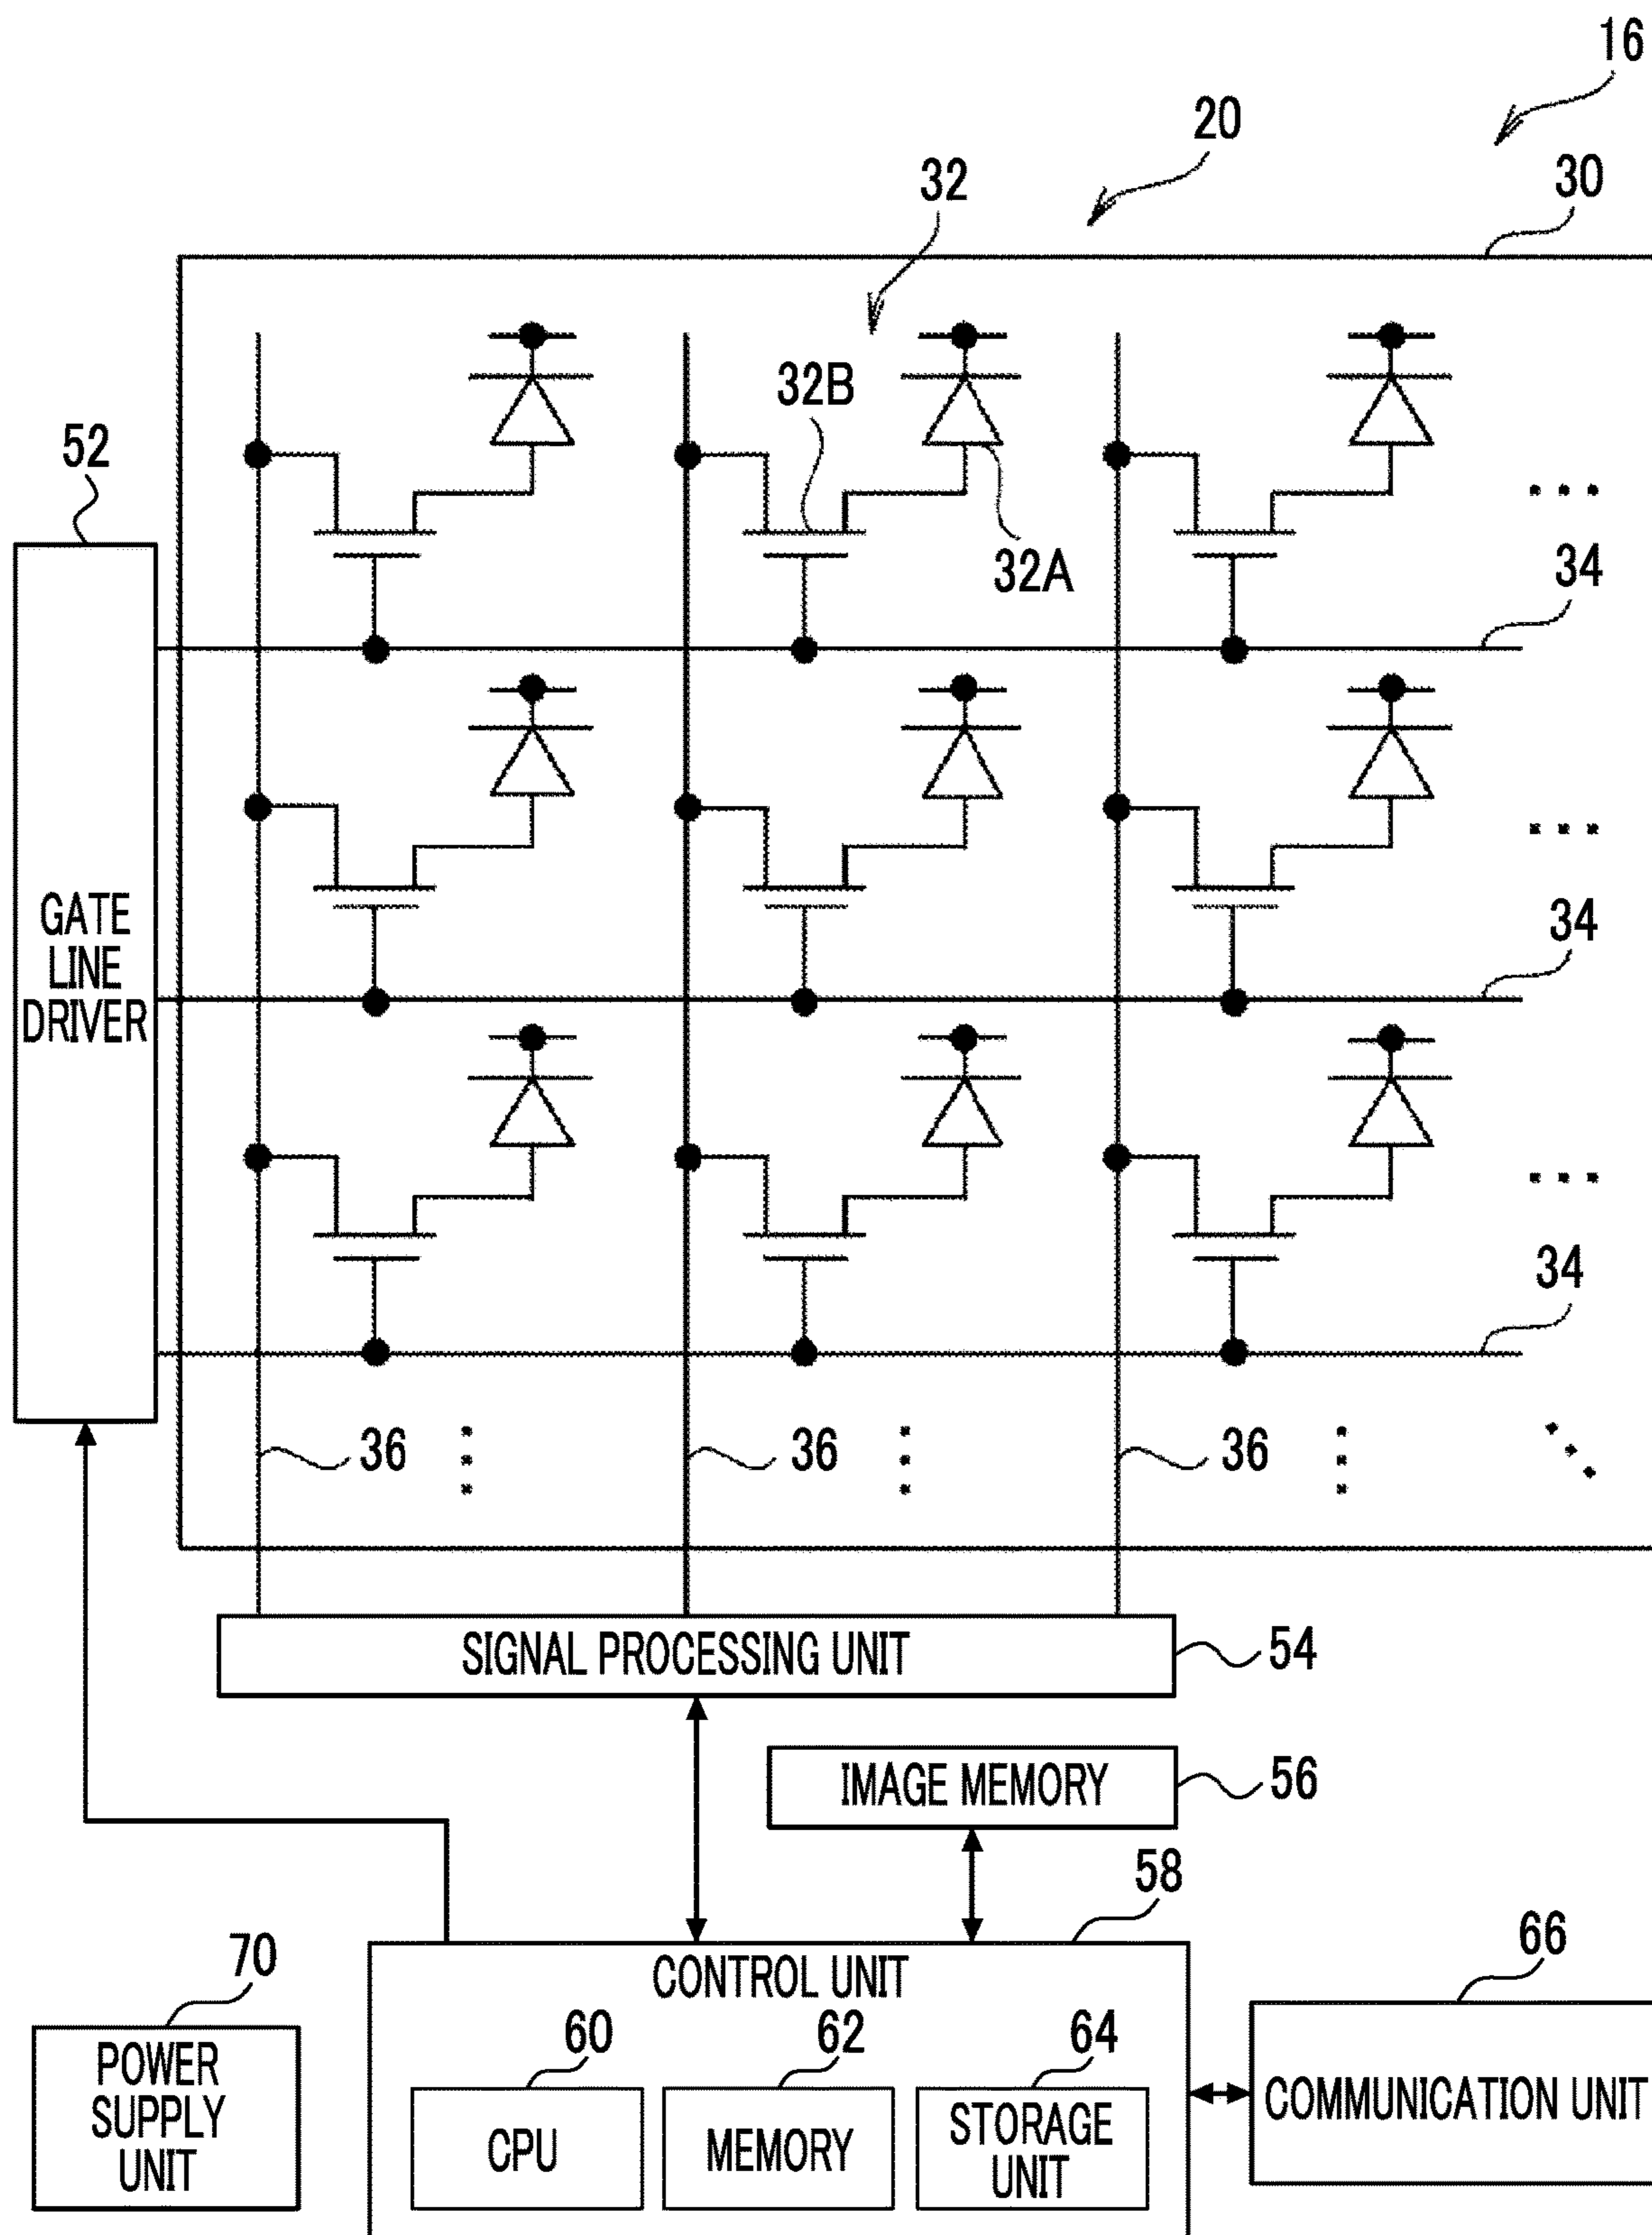 16
20
30
32
32B
52
32A
34
GATE
LINE
DRIVER
34
34
36
36
36
SIGNAL PROCESSING UNIT
54
IMAGE MEMORY
56
58
70
CONTROL UNIT
66
60
62
64
POWER
SUPPLY
UNIT
CPU
MEMORY
STORAGE
UNIT
COMMUNICATION UNIT